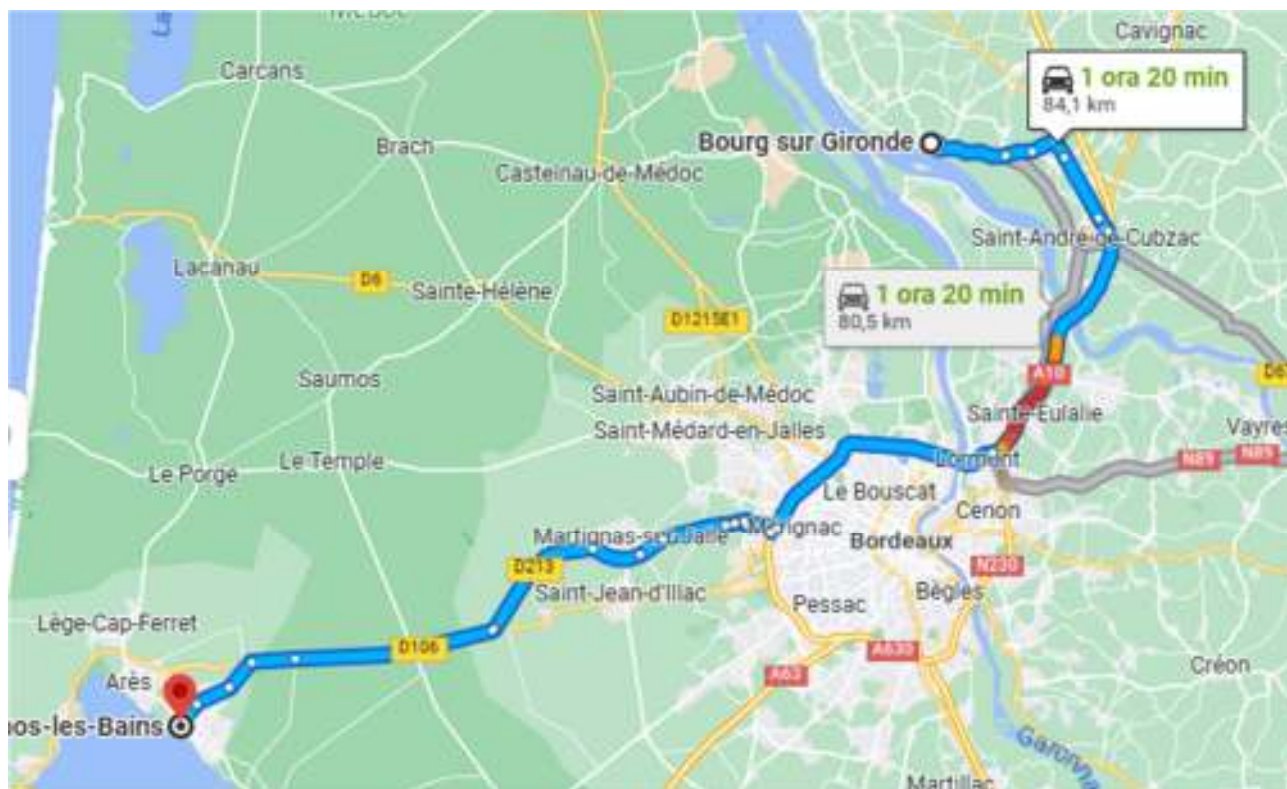 Cavignac
Carcans
1 ora 20 min
84,1 km
Brach
Bourg sur Gironde
Castelnau-de-Médoc
Saint-André-de-Cubzac
Lacanau
D6
Sainte-Hélène
1 ora 20 min
80,5 km
D1215E1
Saumos
A10
Saint-Aubin-de-Médoc
Sainte-Eulalie
Saint-Médard-en-Jalles
Vayres
Le Porge
Le Temple
Lormont
N89
N89
Le Bouscat
Cenon
Martignas-sur-Jalle
Mérignac
Bordeaux
D213
N230
Saint-Jean-d'Illac
Bègles
Pessac
Lège-Cap-Ferret
D106
A630
A63
Créon
Arès
os-les-Bains
Martillac